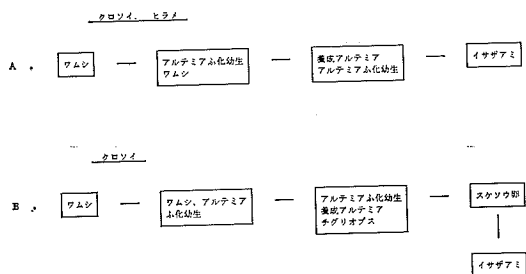 クロソイ、ヒラメ
A.
ワムシ
アルテミアふ化幼生
ワムシ
養成アルテミア
アルテミアふ化幼生
イサザアミ
クロソイ
B.
ワムシ
ワムシ、アルテミア
ふ化幼生
アルテミアふ化幼生
養成アルテミア
チグリオプス
スケソウ卵
イサザアミ